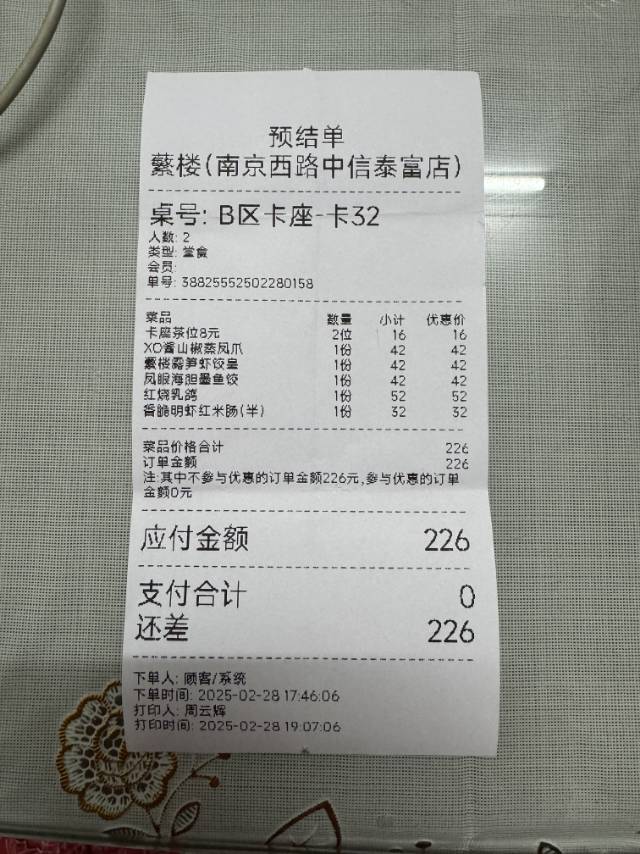 预结单
蘩楼(南京西路中信泰富店)
桌号: B区卡座-卡32
人数: 2
类型: 堂食
会员:
单号: 38825552502280158
菜品 数量 小计 优惠价
卡座茶位8元 2位 16 16
XO酱山椒蒸凤爪 1份 42 42
蘩楼露笋虾饺皇 1份 42 42
凤眼海胆墨鱼饺 1份 42 42
红烧乳鸽 1份 52 52
香脆明虾红米肠(半) 1份 32 32
菜品价格合计 226
订单金额 226
注:其中不参与优惠的订单金额226元,参与优惠的订单
金额0元
应付金额 226
支付合计 0
还差 226
下单人: 顾客/系统
下单时间: 2025-02-28 17:46:06
打印人: 周云辉
打印时间: 2025-02-28 19:07:06